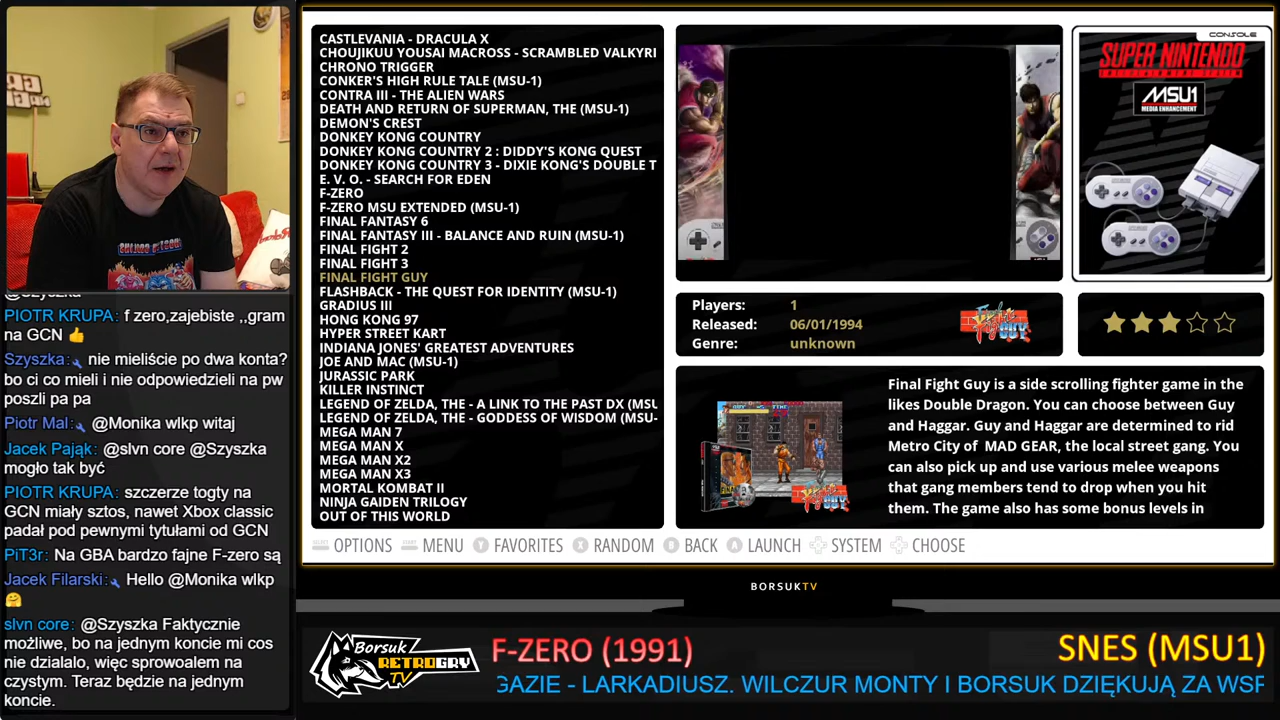 @Szyszka
PIOTR KRUPA: f zero,zajebiste ,,gram
na GCN 👍
Szyszka: nie mieliście po dwa konta?
bo ci co mieli i nie odpowiedzieli na pw
poszli pa pa
Piotr Mal: @Monika wlkp witaj
Jacek Pająk: @slvn core @Szyszka
mogło tak być
PIOTR KRUPA: szczerze togty na
GCN miały sztos, nawet Xbox classic
padał pod pewnymi tytułami od GCN
PiT3r: Na GBA bardzo fajne F-zero są
Jacek Filarski: Hello @Monika wlkp
🤗
slvn core: @Szyszka Faktycznie
możliwe, bo na jednym koncie mi cos
nie dzialalo, więc sprowoalem na
czystym. Teraz będzie na jednym
koncie.
CASTLEVANIA - DRACULA X
CHOUJIKUU YOUSAI MACROSS - SCRAMBLED VALKYRI
CHRONO TRIGGER
CONKER'S HIGH RULE TALE (MSU-1)
CONTRA III - THE ALIEN WARS
DEATH AND RETURN OF SUPERMAN, THE (MSU-1)
DEMON'S CREST
DONKEY KONG COUNTRY
DONKEY KONG COUNTRY 2 : DIDDY'S KONG QUEST
DONKEY KONG COUNTRY 3 - DIXIE KONG'S DOUBLE T
E. V. O. - SEARCH FOR EDEN
F-ZERO
F-ZERO MSU EXTENDED (MSU-1)
FINAL FANTASY 6
FINAL FANTASY III - BALANCE AND RUIN (MSU-1)
FINAL FIGHT 2
FINAL FIGHT 3
FINAL FIGHT GUY
FLASHBACK - THE QUEST FOR IDENTITY (MSU-1)
GRADIUS III
HONG KONG 97
HYPER STREET KART
INDIANA JONES' GREATEST ADVENTURES
JOE AND MAC (MSU-1)
JURASSIC PARK
KILLER INSTINCT
LEGEND OF ZELDA, THE - A LINK TO THE PAST DX (MSU
LEGEND OF ZELDA, THE - GODDESS OF WISDOM (MSU-
MEGA MAN 7
MEGA MAN X
MEGA MAN X2
MEGA MAN X3
MORTAL KOMBAT II
NINJA GAIDEN TRILOGY
OUT OF THIS WORLD
CONSOLE
SUPER NINTENDO
ENTERTAINMENT SYSTEM
MSU1
MEDIA ENHANCEMENT
Players: 1
Released: 06/01/1994
Genre: unknown
Final Fight GUY
Final Fight Guy is a side scrolling fighter game in the
likes Double Dragon. You can choose between Guy
and Haggar. Guy and Haggar are determined to rid
Metro City of MAD GEAR, the local street gang. You
can also pick up and use various melee weapons
that gang members tend to drop when you hit
them. The game also has some bonus levels in
OPTIONS MENU Y FAVORITES X RANDOM B BACK A LAUNCH SYSTEM CHOOSE
BORSUKTV
Borsuk
RETROGRY
TV
F-ZERO (1991)
SNES (MSU1)
GAZIE - LARKADIUSZ. WILCZUR MONTY I BORSUK DZIĘKUJĄ ZA WSP